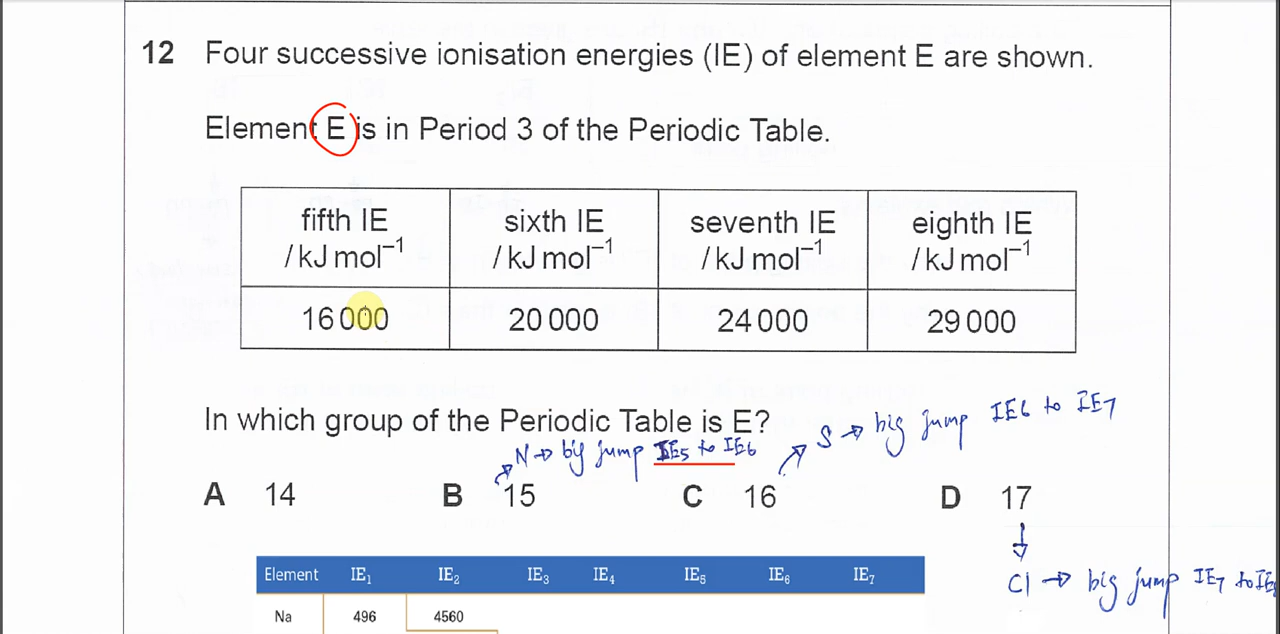 12 Four successive ionisation energies (IE) of element E are shown.
Element E is in Period 3 of the Periodic Table.
fifth IE /kJ mol⁻¹ sixth IE /kJ mol⁻¹ seventh IE /kJ mol⁻¹ eighth IE /kJ mol⁻¹
16 000 20 000 24 000 29 000
S → big jump IE6 to IE7
In which group of the Periodic Table is E?
N → big jump IE5 to IE6
A 14 B 15 C 16 D 17
Cl → big jump IE7 to IE8
Element IE₁ IE₂ IE₃ IE₄ IE₅ IE₆ IE₇
Na 496 4560